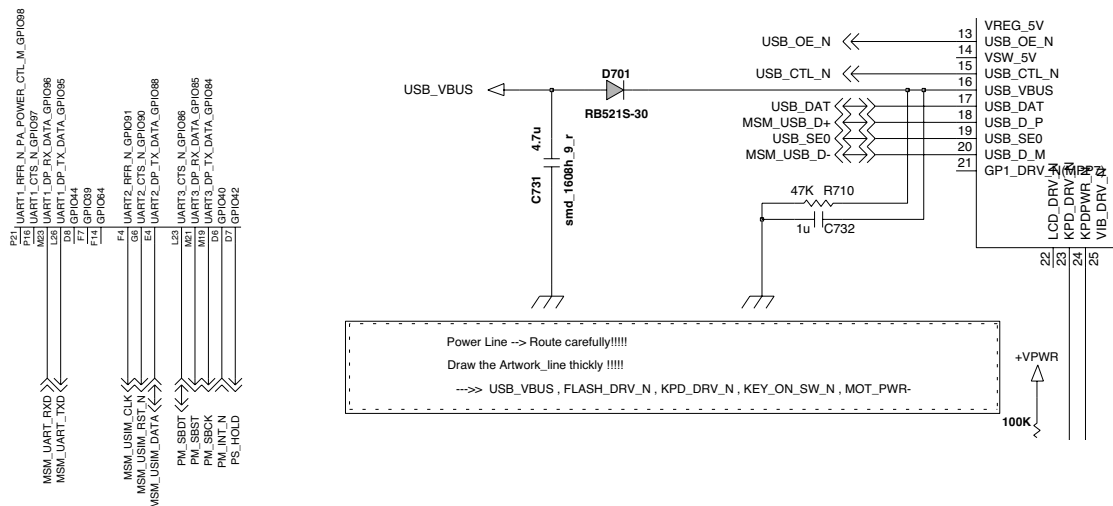 P21 UART1_RFR_N_PA_POWER_CTL_M_GPIO98
P16 UART1_CTS_N_GPIO97
M23 UART1_DP_RX_DATA_GPIO96
L26 UART1_DP_TX_DATA_GPIO95
D8 GPIO44
F7 GPIO39
F14 GPIO64
F4 UART2_RFR_N_GPIO91
G6 UART2_CTS_N_GPIO90
E4 UART2_DP_TX_DATA_GPIO88
L23 UART3_CTS_N_GPIO86
M21 UART3_DP_RX_DATA_GPIO85
M19 UART3_DP_TX_DATA_GPIO84
D6 GPIO40
D7 GPIO42
MSM_UART_RXD
MSM_UART_TXD
MSM_USIM_CLK
MSM_USIM_RST_N
MSM_USIM_DATA
PM_SBDT
PM_SBST
PM_SBCK
PM_INT_N
PS_HOLD
USB_VBUS
D701
RB521S-30
4.7u
C731
smd_1608h_9_r
USB_OE_N
USB_CTL_N
USB_DAT
MSM_USB_D+
USB_SE0
MSM_USB_D-
VREG_5V
13 USB_OE_N
14 VSW_5V
15 USB_CTL_N
16 USB_VBUS
17 USB_DAT
18 USB_D_P
19 USB_SE0
20 USB_D_M
21 GP1_DRV_N(MPP7)
47K R710
1u C732
LCD_DRV_N
KPD_DRV_N
KPDPWR_N
VIB_DRV_N
22
23
24
25
Power Line --> Route carefully!!!!!
Draw the Artwork_line thickly !!!!!
--->> USB_VBUS , FLASH_DRV_N , KPD_DRV_N , KEY_ON_SW_N , MOT_PWR-
+VPWR
100K